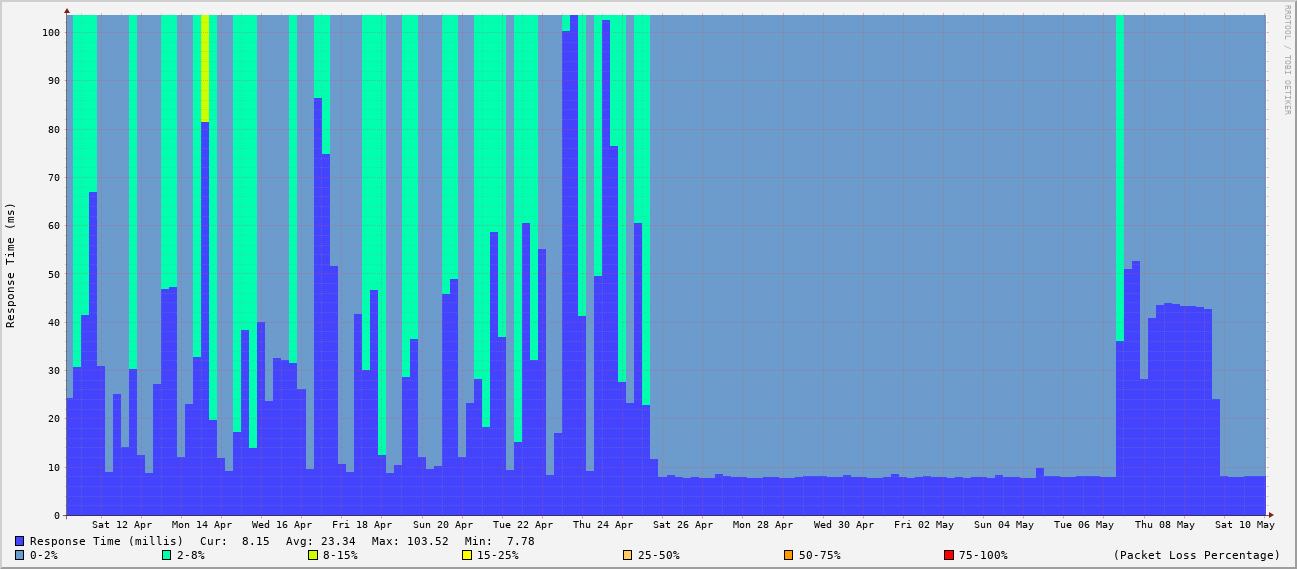 RRDTOOL / TOBI OETIKER
Response Time (ms)
100
90
80
70
60
50
40
30
20
10
0
Sat 12 Apr Mon 14 Apr Wed 16 Apr Fri 18 Apr Sun 20 Apr Tue 22 Apr Thu 24 Apr Sat 26 Apr Mon 28 Apr Wed 30 Apr Fri 02 May Sun 04 May Tue 06 May Thu 08 May Sat 10 May
Response Time (millis) Cur: 8.15 Avg: 23.34 Max: 103.52 Min: 7.78
0-2% 2-8% 8-15% 15-25% 25-50% 50-75% 75-100% (Packet Loss Percentage)